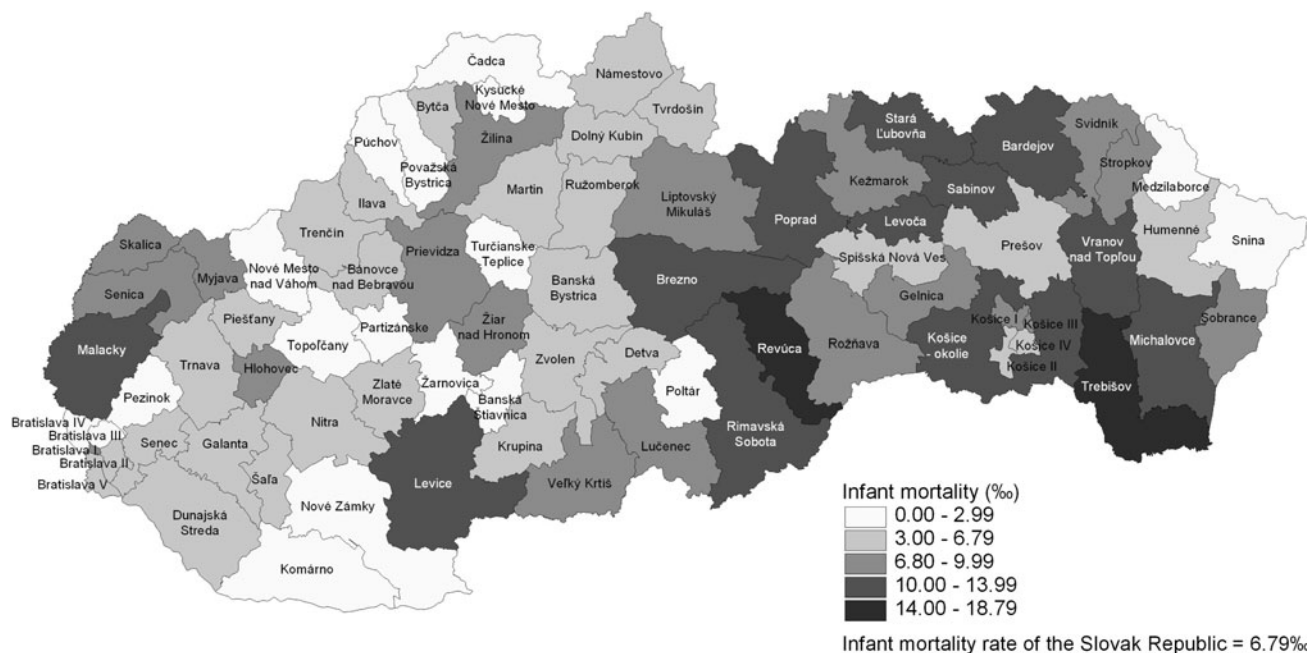 Čadca
Námestovo
Kysucké
Nové Mesto
Bytča
Tvrdošín
Stará
Ľubovňa
Svidník
Žilina
Dolný Kubín
Bardejov
Púchov
Stropkov
Považská
Bystrica
Kežmarok
Sabinov
Medzilaborce
Martin
Ružomberok
Liptovský
Mikuláš
Ilava
Poprad
Levoča
Humenné
Trenčín
Prešov
Vranov
nad Topľou
Snina
Skalica
Prievidza
Turčianske
Teplice
Spišská Nová Ves
Nové Mesto
nad Váhom
Bánovce
nad Bebravou
Myjava
Brezno
Senica
Banská
Bystrica
Gelnica
Piešťany
Partizánske
Žiar
nad Hronom
Košice I
Košice III
Sobrance
Topoľčany
Košice
- okolie
Košice IV
Michalovce
Malacky
Revúca
Rožňava
Trnava
Zvolen
Detva
Košice II
Hlohovec
Zlaté
Moravce
Žarnovica
Trebišov
Pezinok
Banská
Štiavnica
Poltár
Bratislava IV
Nitra
Bratislava III
Rimavská
Sobota
Senec
Galanta
Krupina
Lučenec
Bratislava I
Bratislava II
Šaľa
Levice
Veľký Krtíš
Bratislava V
Nové Zámky
Dunajská
Streda
Komárno
Infant mortality (‰)
0.00 - 2.99
3.00 - 6.79
6.80 - 9.99
10.00 - 13.99
14.00 - 18.79
Infant mortality rate of the Slovak Republic = 6.79‰